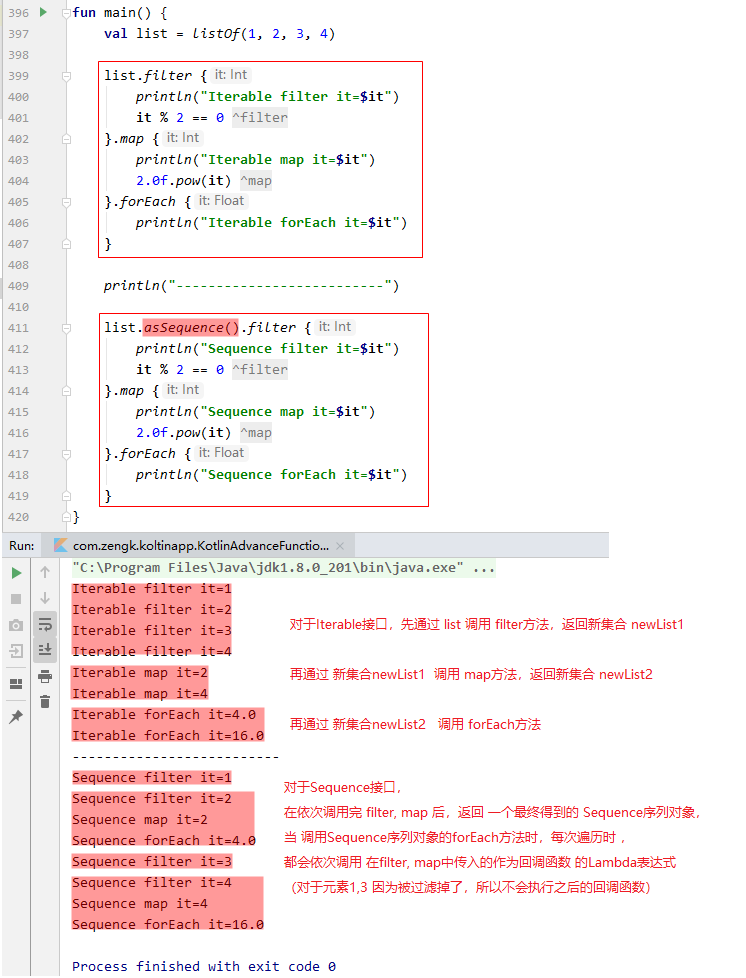 396 fun main() {
397 val list = listOf(1, 2, 3, 4)
398
399 list.filter { it: Int
400 println("Iterable filter it=$it")
401 it % 2 == 0 ^filter
402 }.map { it: Int
403 println("Iterable map it=$it")
404 2.0f.pow(it) ^map
405 }.forEach { it: Float
406 println("Iterable forEach it=$it")
407 }
408
409 println("--------------------------")
410
411 list.asSequence().filter { it: Int
412 println("Sequence filter it=$it")
413 it % 2 == 0 ^filter
414 }.map { it: Int
415 println("Sequence map it=$it")
416 2.0f.pow(it) ^map
417 }.forEach { it: Float
418 println("Sequence forEach it=$it")
419 }
420 }
Run: com.zengk.koltinapp.KotlinAdvanceFunctio... ×
"C:\Program Files\Java\jdk1.8.0_201\bin\java.exe" ...
Iterable filter it=1
Iterable filter it=2
Iterable filter it=3
Iterable filter it=4
对于Iterable接口，先通过 list 调用 filter方法，返回新集合 newList1
Iterable map it=2
Iterable map it=4
再通过 新集合newList1 调用 map方法，返回新集合 newList2
Iterable forEach it=4.0
Iterable forEach it=16.0
再通过 新集合newList2 调用 forEach方法
--------------------------
Sequence filter it=1
Sequence filter it=2
Sequence map it=2
Sequence forEach it=4.0
Sequence filter it=3
Sequence filter it=4
Sequence map it=4
Sequence forEach it=16.0
对于Sequence接口，
在依次调用完 filter, map 后，返回 一个最终得到的 Sequence序列对象，
当 调用Sequence序列对象的forEach方法时，每次遍历时 ，
都会依次调用 在filter, map中传入的作为回调函数 的Lambda表达式
（对于元素1,3 因为被过滤掉了，所以不会执行之后的回调函数）
Process finished with exit code 0